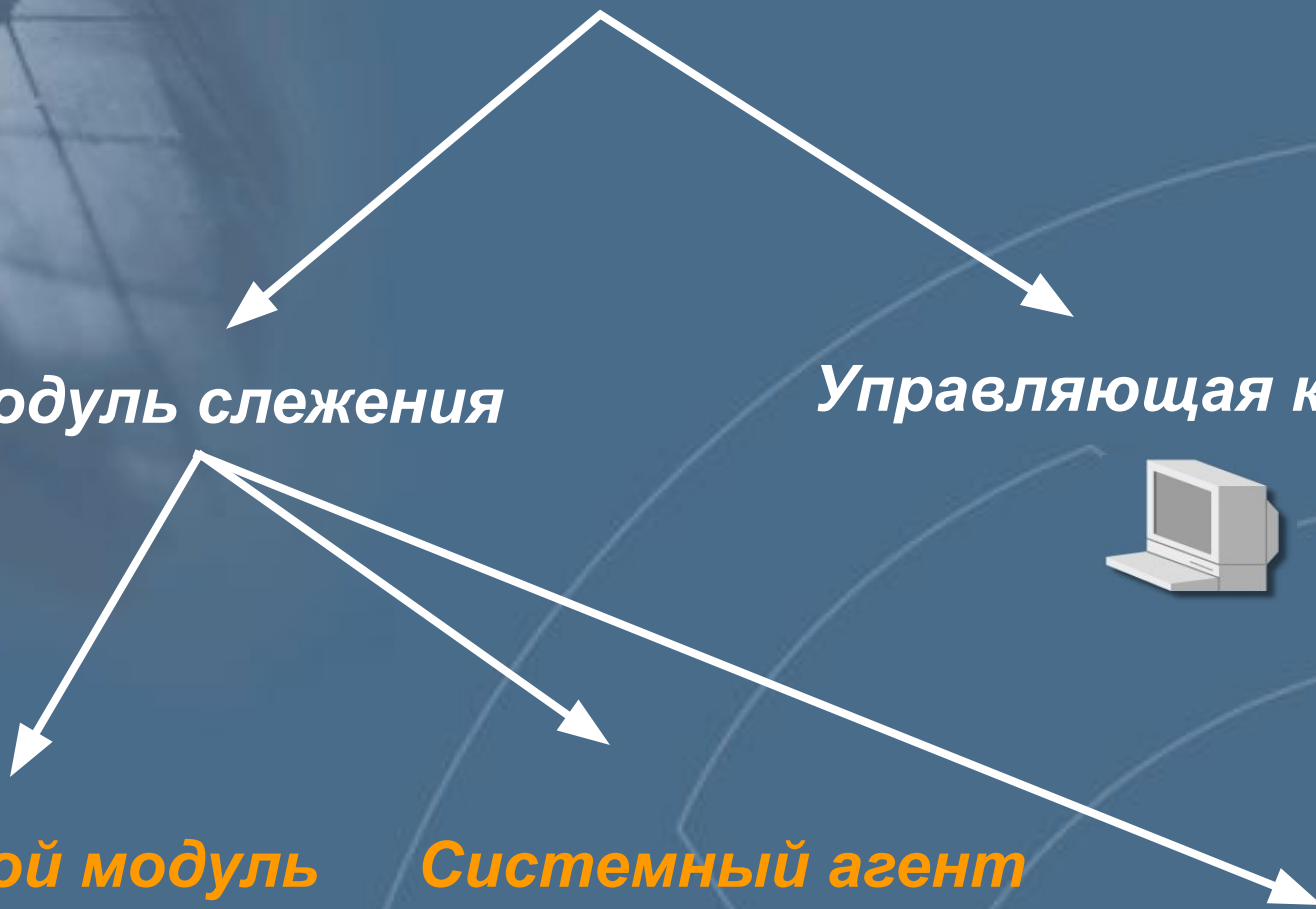 одуль слежения
Управляющая к
ой модуль
Системный агент